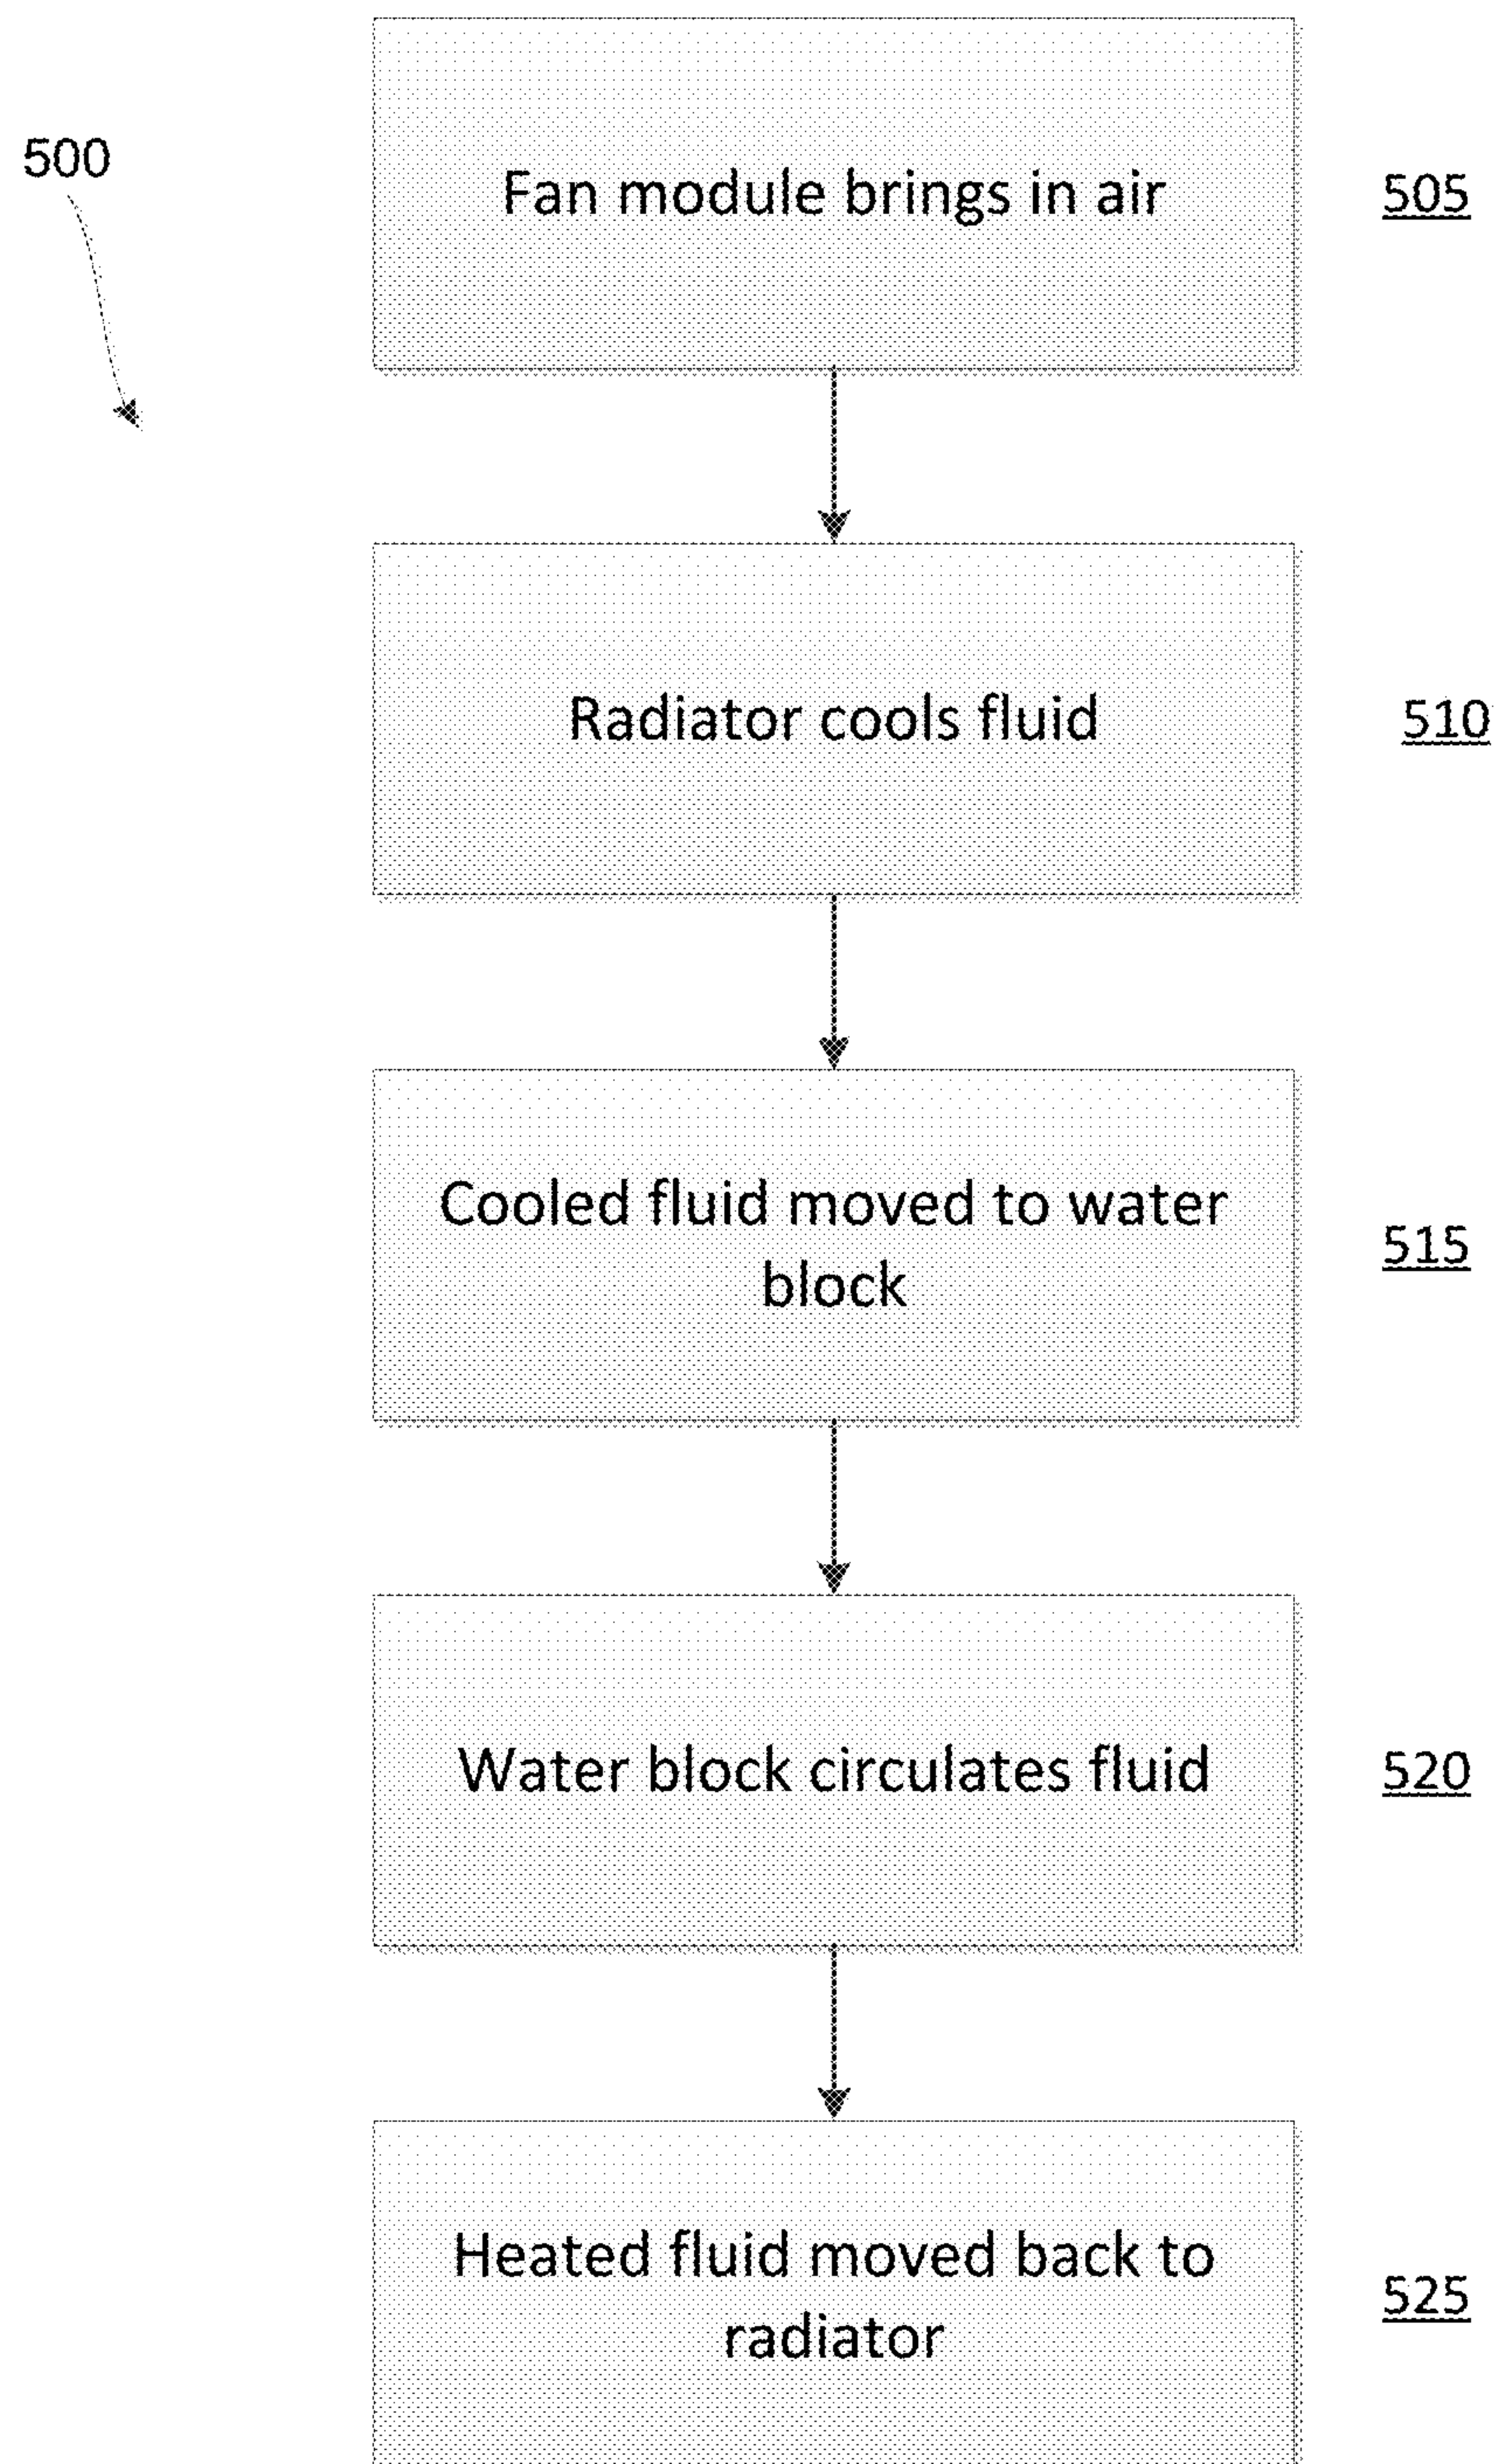 500
Fan module brings in air
505
Radiator cools fluid
510
Cooled fluid moved to water
block
515
Water block circulates fluid
520
Heated fluid moved back to
radiator
525